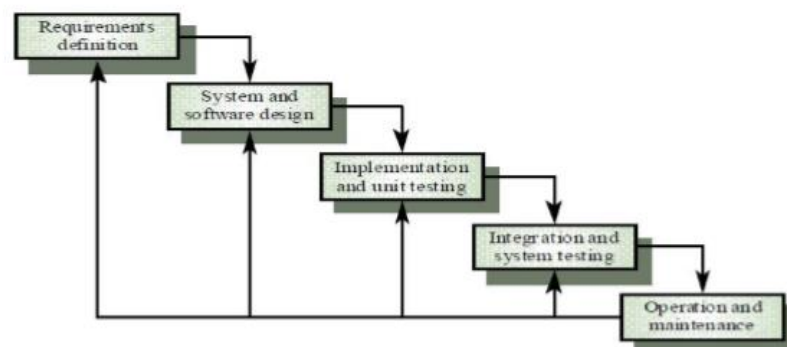 Requirements
definition
System and
software design
Implementation
and unit testing
Integration and
system testing
Operation and
maintenance